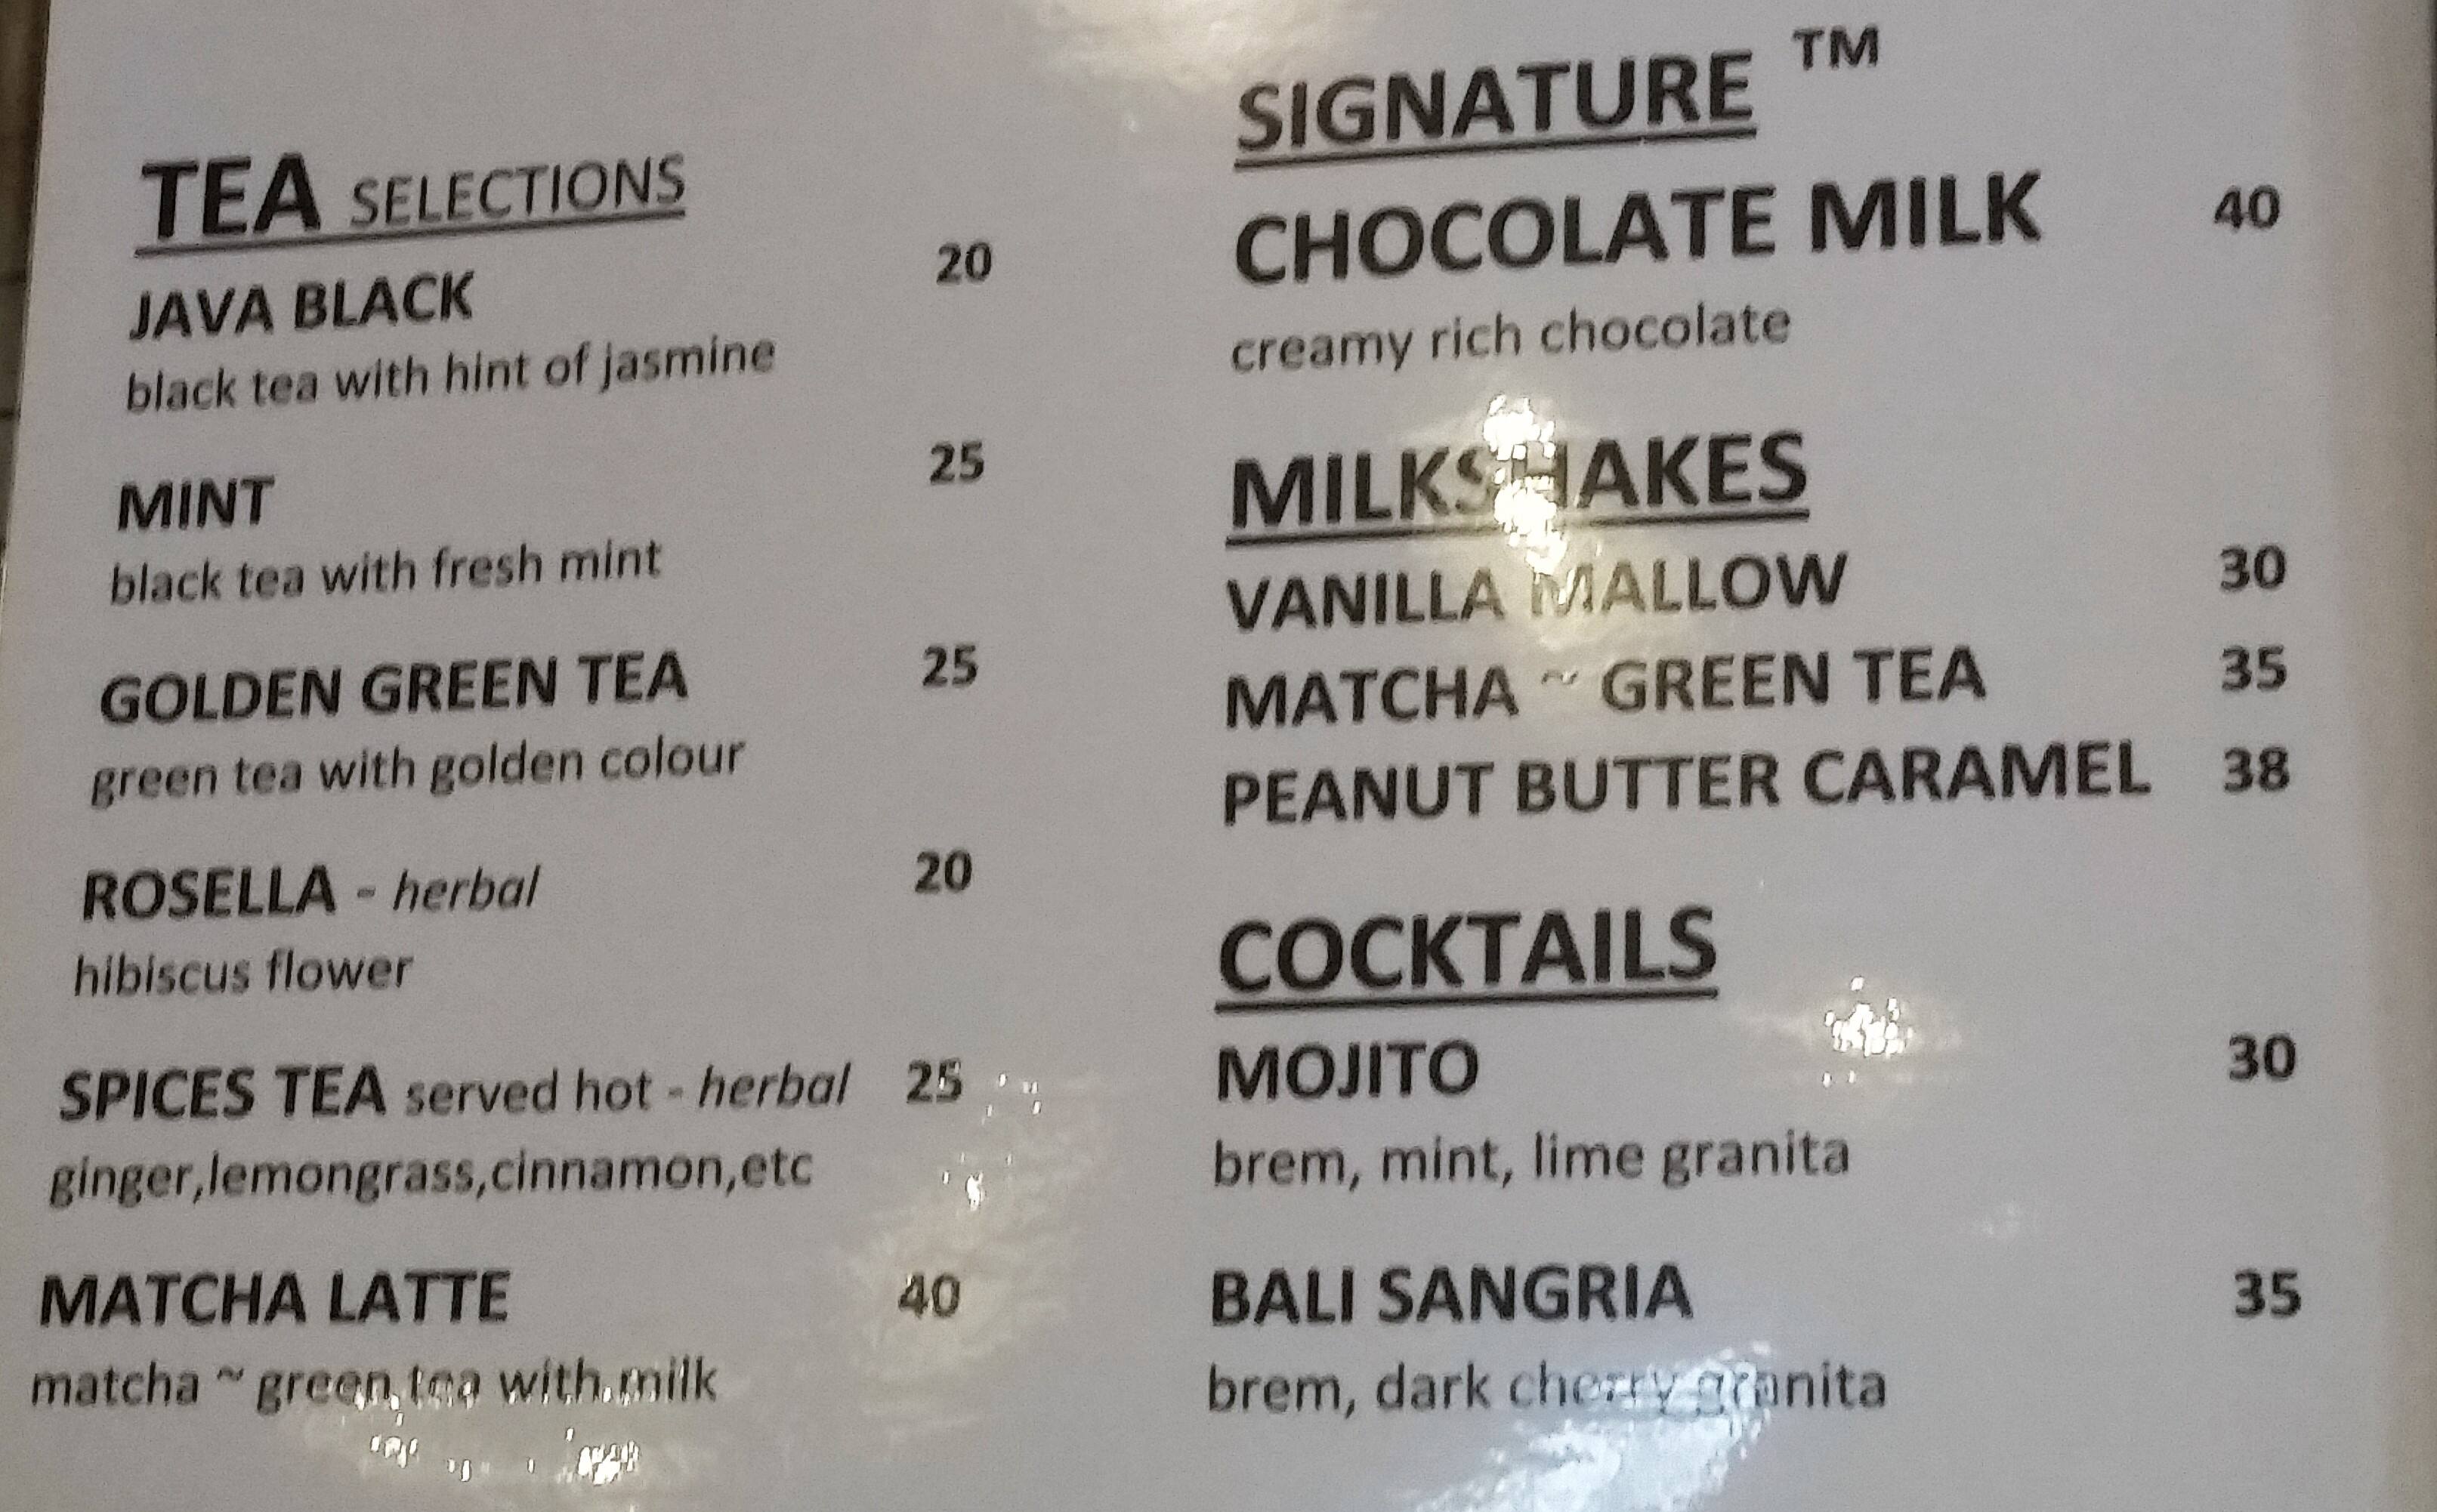 TEA SELECTIONS
JAVA BLACK 20
black tea with hint of jasmine
MINT 25
black tea with fresh mint
GOLDEN GREEN TEA 25
green tea with golden colour
ROSELLA - herbal 20
hibiscus flower
SPICES TEA served hot - herbal 25
ginger,lemongrass,cinnamon,etc
MATCHA LATTE 40
matcha ~ green tea with milk
SIGNATURE ™
CHOCOLATE MILK 40
creamy rich chocolate
MILKSHAKES
VANILLA MALLOW 30
MATCHA ~ GREEN TEA 35
PEANUT BUTTER CARAMEL 38
COCKTAILS
MOJITO 30
brem, mint, lime granita
BALI SANGRIA 35
brem, dark cherry granita